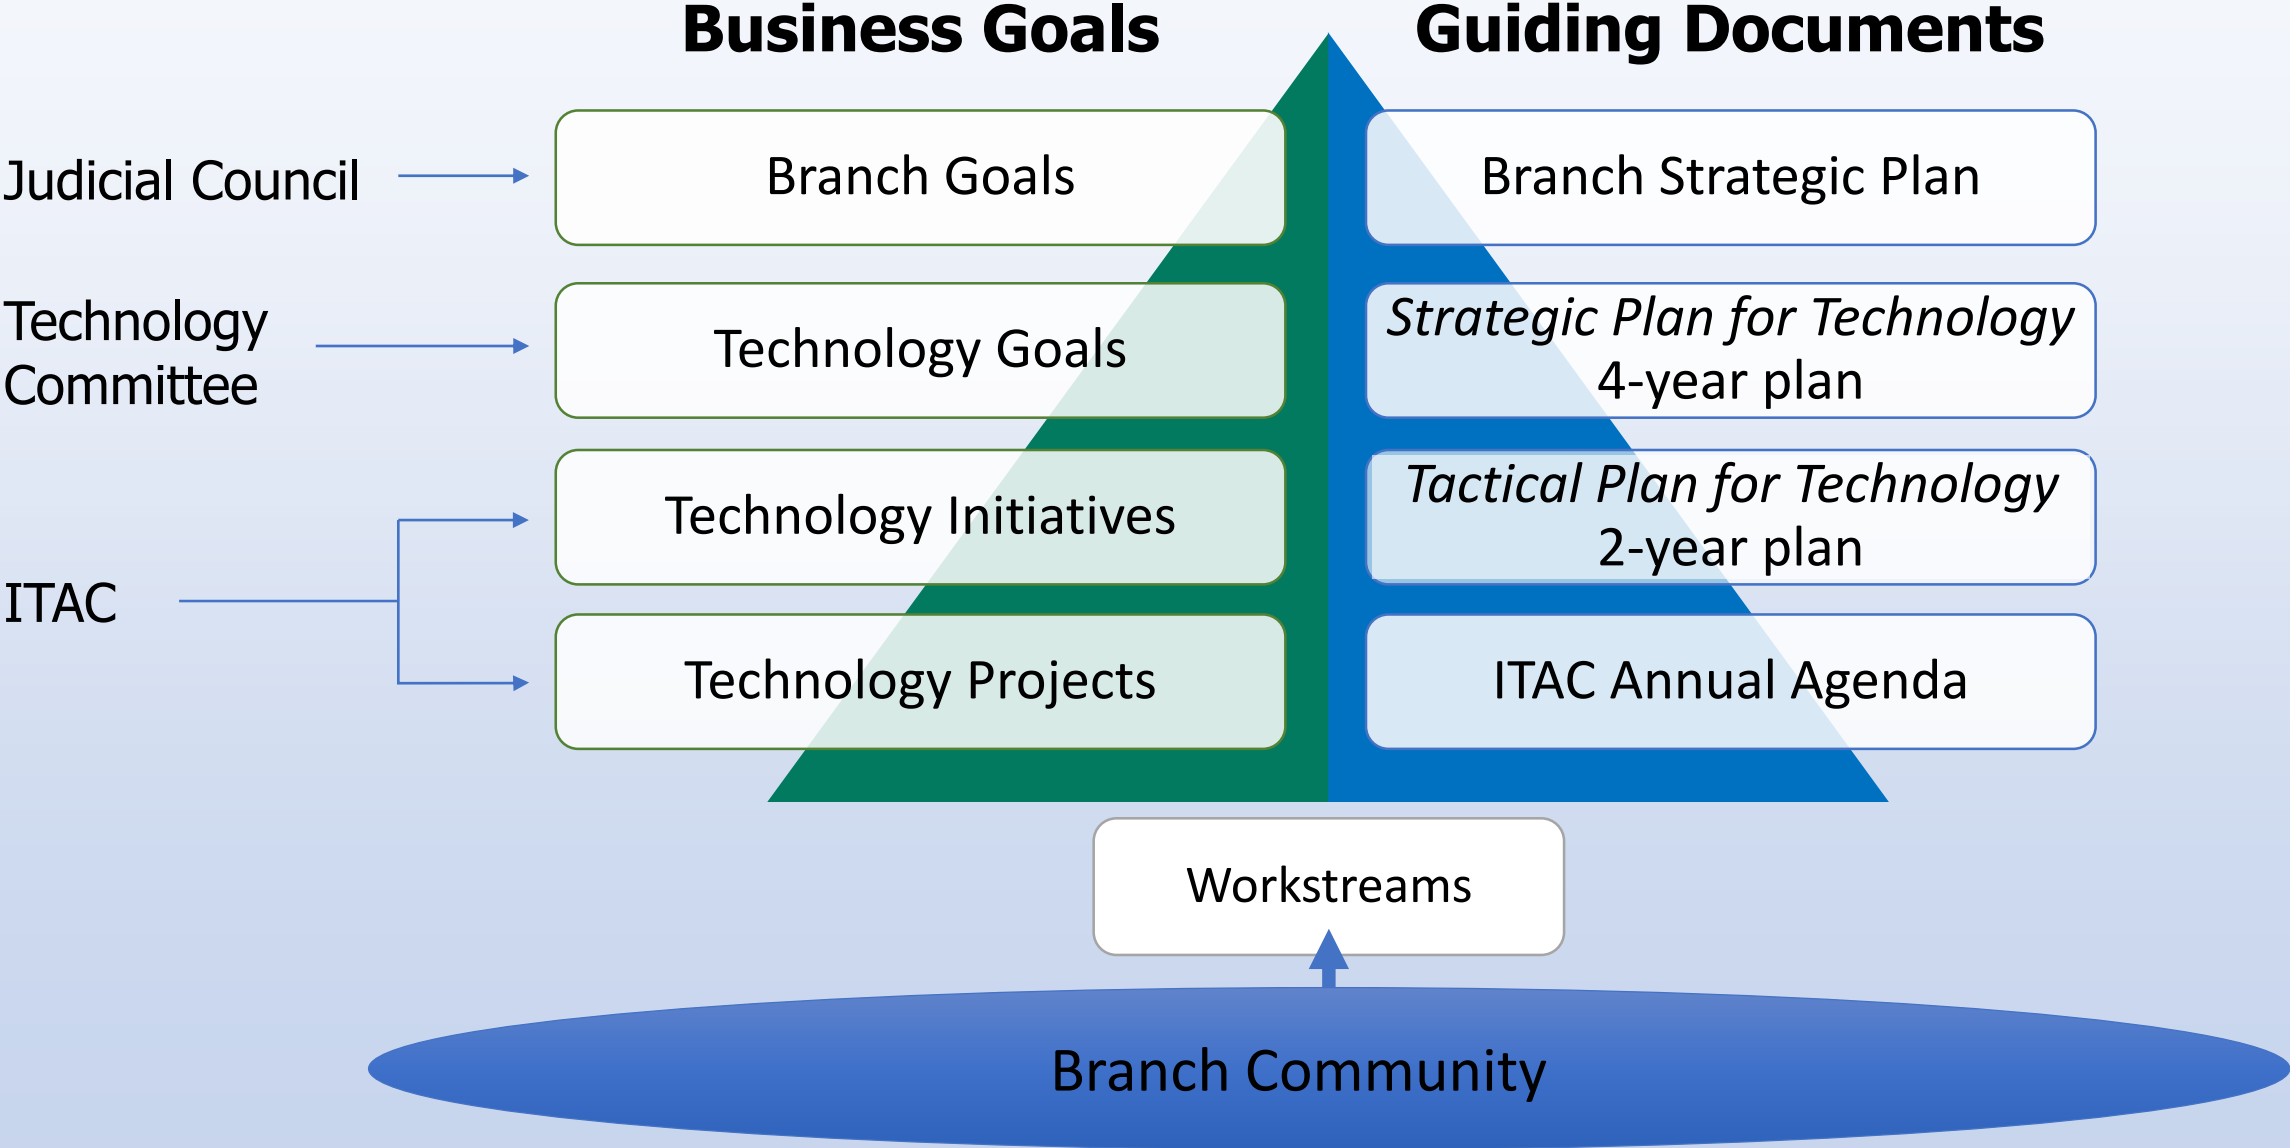 Business Goals
Guiding Documents
Judicial Council
Branch Goals
Branch Strategic Plan
Technology
Committee
Technology Goals
Strategic Plan for Technology
4-year plan
Technology Initiatives
Tactical Plan for Technology
2-year plan
ITAC
Technology Projects
ITAC Annual Agenda
Workstreams
Branch Community